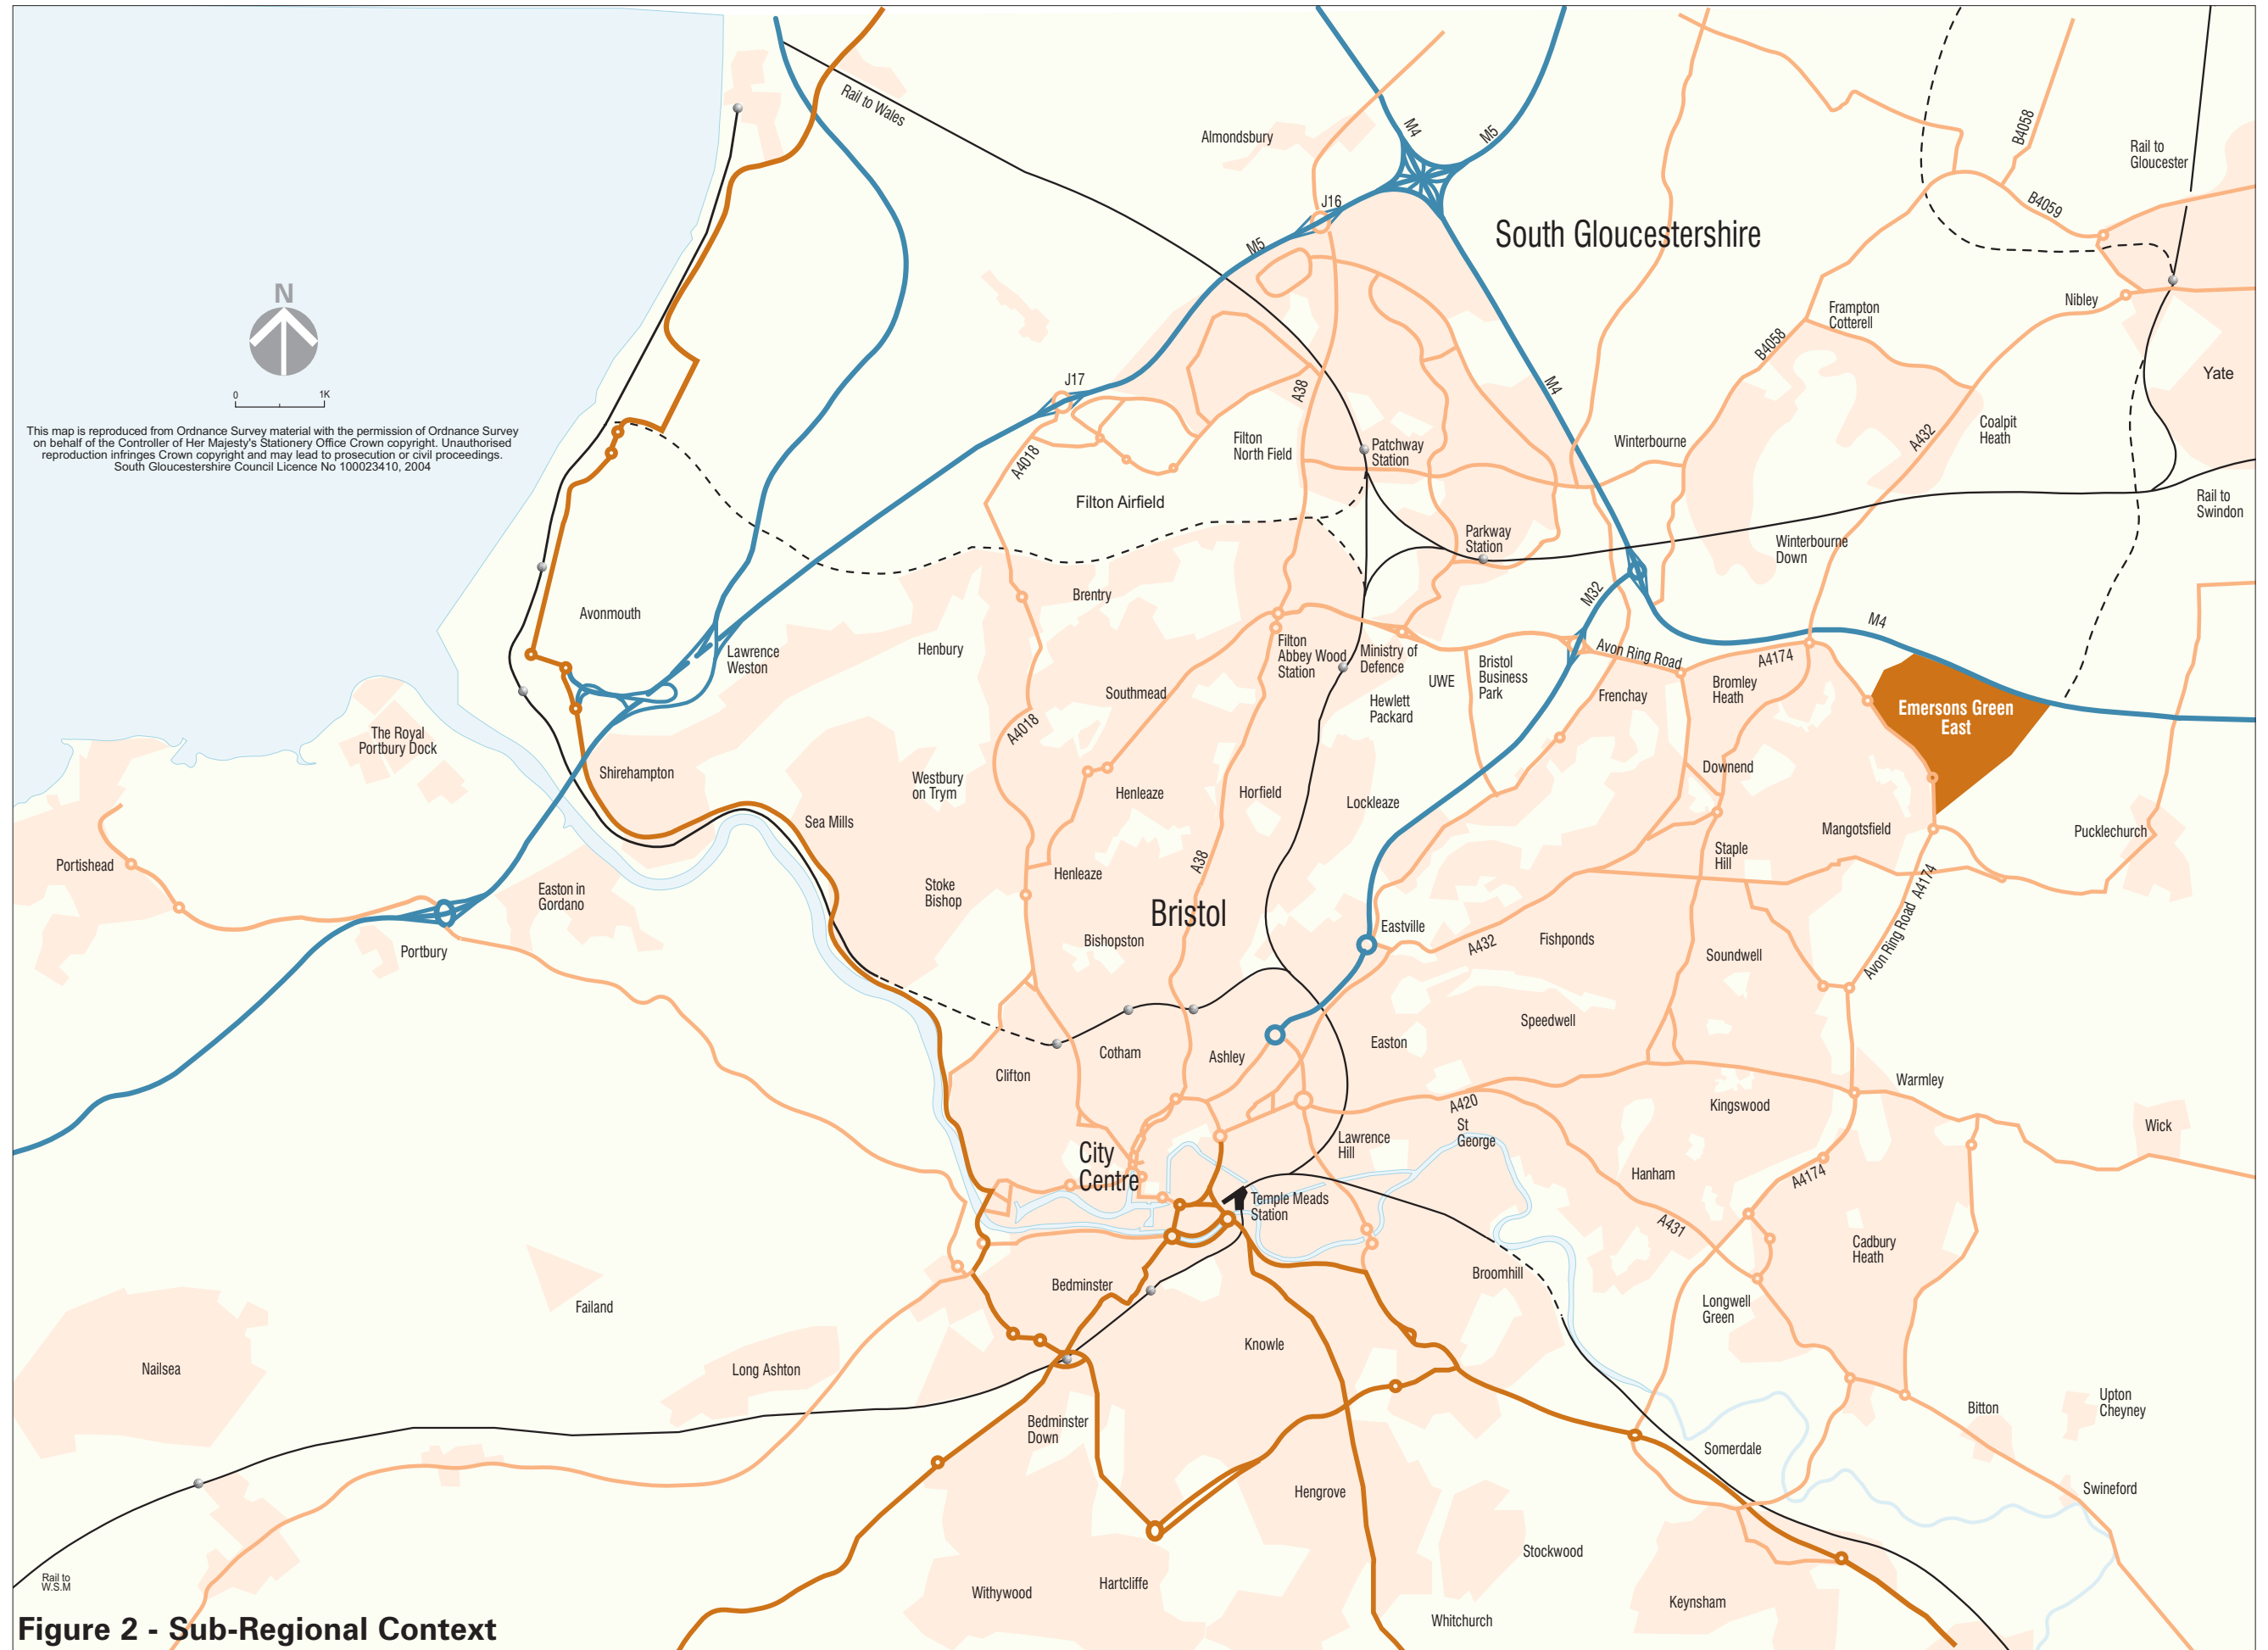 Rail to Wales
Almondsbury
M4
M5
B4058
Rail to
Gloucester
J16
M5
South Gloucestershire
B4059
N
0
1K
This map is reproduced from Ordnance Survey material with the permission of Ordnance Survey
on behalf of the Controller of Her Majesty's Stationery Office Crown copyright. Unauthorised
reproduction infringes Crown copyright and may lead to prosecution or civil proceedings.
South Gloucestershire Council Licence No 100023410, 2004
Frampton
Cotterell
Nibley
B4058
Yate
J17
A38
M4
A4018
Filton
North Field
Patchway
Station
Winterbourne
A432
Coalpit
Heath
Filton Airfield
Rail to
Swindon
Parkway
Station
Winterbourne
Down
Avonmouth
Brentry
M32
M4
Lawrence
Weston
Henbury
Filton
Abbey Wood
Station
Ministry of
Defence
UWE
Bristol
Business
Park
Avon Ring Road
A4174
Bromley
Heath
Southmead
Hewlett
Packard
Frenchay
Emersons Green
East
The Royal
Portbury Dock
A4018
Shirehampton
Westbury
on Trym
Henleaze
Horfield
Lockleaze
Downend
Sea Mills
Mangotsfield
Pucklechurch
Portishead
Easton in
Gordano
Stoke
Bishop
Henleaze
A38
Staple
Hill
Avon Ring Road A4174
Bristol
Portbury
Bishopston
Eastville
A432
Fishponds
Soundwell
Speedwell
Clifton
Cotham
Ashley
Easton
Warmley
A420
Kingswood
City
Centre
Lawrence
Hill
St
George
Wick
Hanham
A4174
Temple Meads
Station
A431
Cadbury
Heath
Failand
Bedminster
Broomhill
Longwell
Green
Nailsea
Long Ashton
Knowle
Bedminster
Down
Bitton
Upton
Cheyney
Somerdale
Hengrove
Swineford
Stockwood
Rail to
W.S.M
Withywood
Hartcliffe
Whitchurch
Keynsham
Figure 2 - Sub-Regional Context